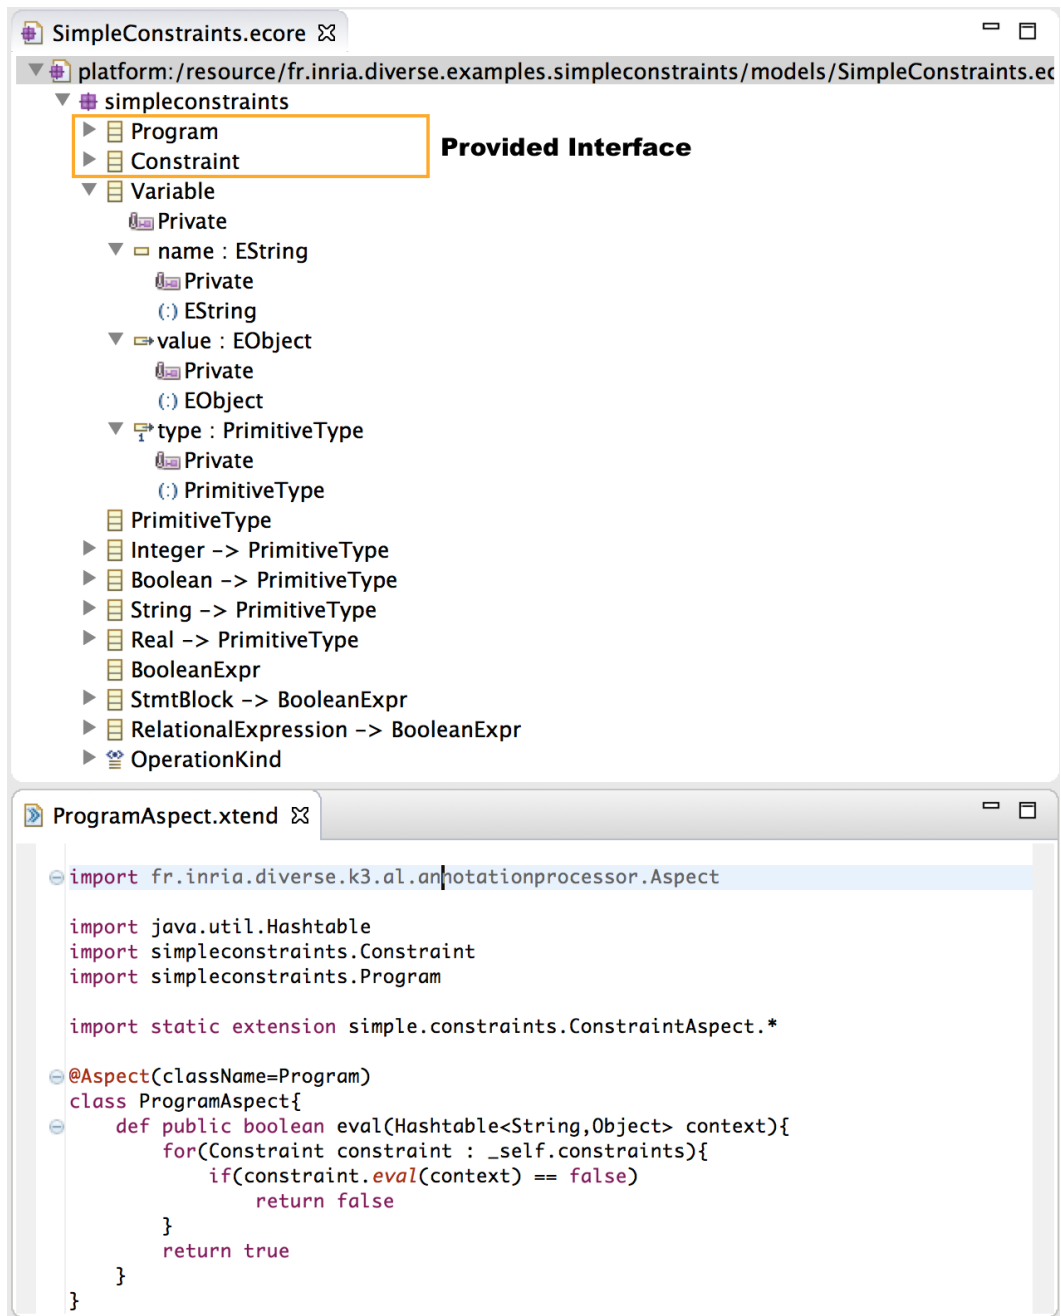 SimpleConstraints.ecore
platform:/resource/fr.inria.diverse.examples.simpleconstraints/models/SimpleConstraints.ec
simpleconstraints
Program
Constraint
Provided Interface
Variable
Private
name : EString
Private
(:) EString
value : EObject
Private
(:) EObject
1 type : PrimitiveType
Private
(:) PrimitiveType
PrimitiveType
Integer -> PrimitiveType
Boolean -> PrimitiveType
String -> PrimitiveType
Real -> PrimitiveType
BooleanExpr
StmtBlock -> BooleanExpr
RelationalExpression -> BooleanExpr
OperationKind
ProgramAspect.xtend
import fr.inria.diverse.k3.al.annotationprocessor.Aspect
import java.util.Hashtable
import simpleconstraints.Constraint
import simpleconstraints.Program
import static extension simple.constraints.ConstraintAspect.*
@Aspect(className=Program)
class ProgramAspect{
def public boolean eval(Hashtable<String,Object> context){
for(Constraint constraint : _self.constraints){
if(constraint.eval(context) == false)
return false
}
return true
}
}